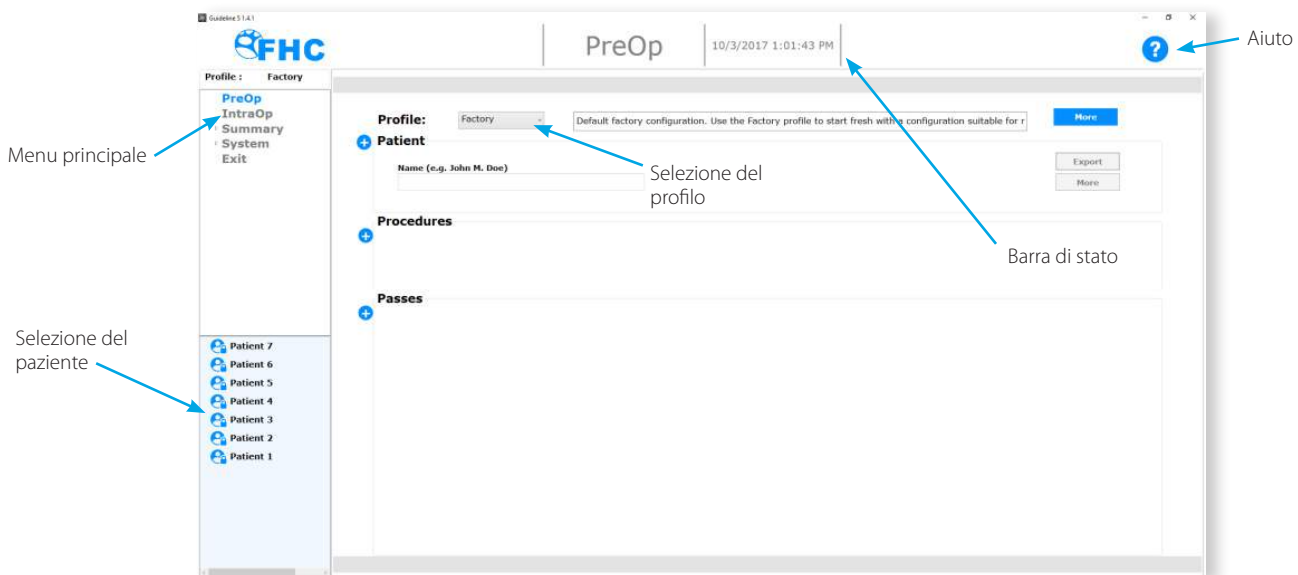 Guideline 5 1.4.1
FHC
PreOp
10/3/2017 1:01:43 PM
?
Aiuto
Profile : Factory
PreOp
IntraOp
Summary
System
Exit
Menu principale
Profile:
Factory
Default factory configuration. Use the Factory profile to start fresh with a configuration suitable for r
More
Patient
Name (e.g. John M. Doe)
Export
More
Selezione del
profilo
Procedures
Barra di stato
Passes
Selezione del
paziente
Patient 7
Patient 6
Patient 5
Patient 4
Patient 3
Patient 2
Patient 1